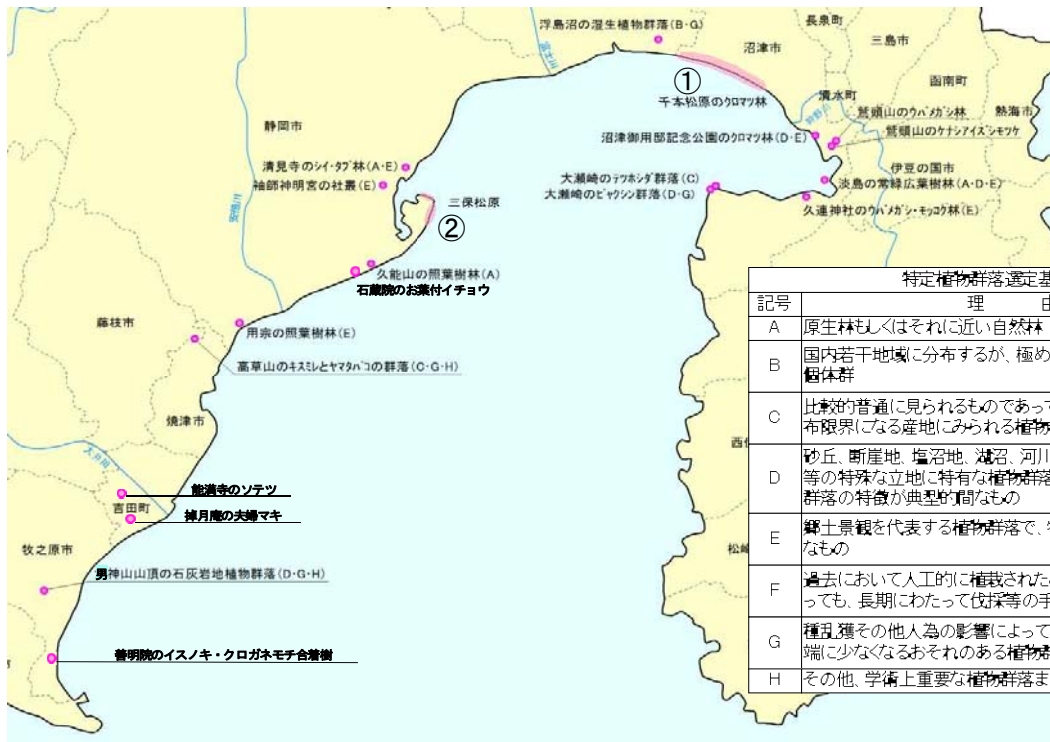 浮島沼の湿生植物群落(B・G)
長泉町
沼津市
三島市
富士川
①
函南町
千本松原のクロマツ林
清水町
鷲頭山のウバメガシ林
熱海市
狩野川
静岡市
沼津御用邸記念公園のクロマツ林(D・E)
鷲頭山のケナシアイズシモツケ
清見寺のシイ・タブ林(A・E)
伊豆の国市
大瀬崎のテツホシダ群落(C)
淡島の常緑広葉樹林(A・D・E)
袖師神明宮の社叢(E)
大瀬崎のビャクシン群落(D・G)
三保松原
久連神社のウバメガシ・モッコク林(E)
安倍川
②
久能山の照葉樹林(A)
石蔵院のお葉付イチョウ
藤枝市
用宗の照葉樹林(E)
高草山のキスミレとヤマタバコの群落(C・G・H)
焼津市
大井川
能満寺のソテツ
吉田町
掉月庵の夫婦マキ
牧之原市
男神山山頂の石灰岩地植物群落(D・G・H)
善明院のイスノキ・クロガネモチ合着樹
西伊
松崎
特定植物群落選定基
記号 理 由
A 原生林もしくはそれに近い自然林
B 国内若干地域に分布するが、極め
個体群
C 比較的普通に見られるものであって
布限界になる産地にみられる植物
D 砂丘、断崖地、塩沼地、湖沼、河川
等の特殊な立地に特有な植物群落
群落の特徴が典型的間なもの
E 郷土景観を代表する植物群落で、特
なもの
F 過去において人工的に植栽された
っても、長期にわたって伐採等の手
G 種乱獲その他人為の影響によって
端に少なくなるおそれのある植物群
H その他、学術上重要な植物群落ま